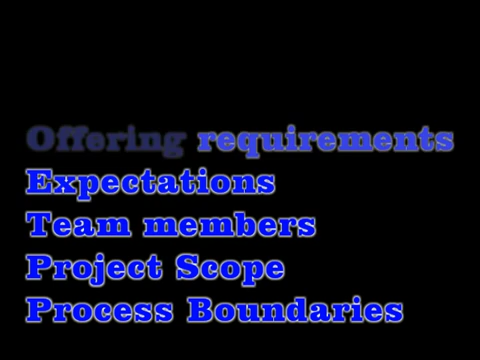 Offering requirements
Expectations
Team members
Project Scope
Process Boundaries